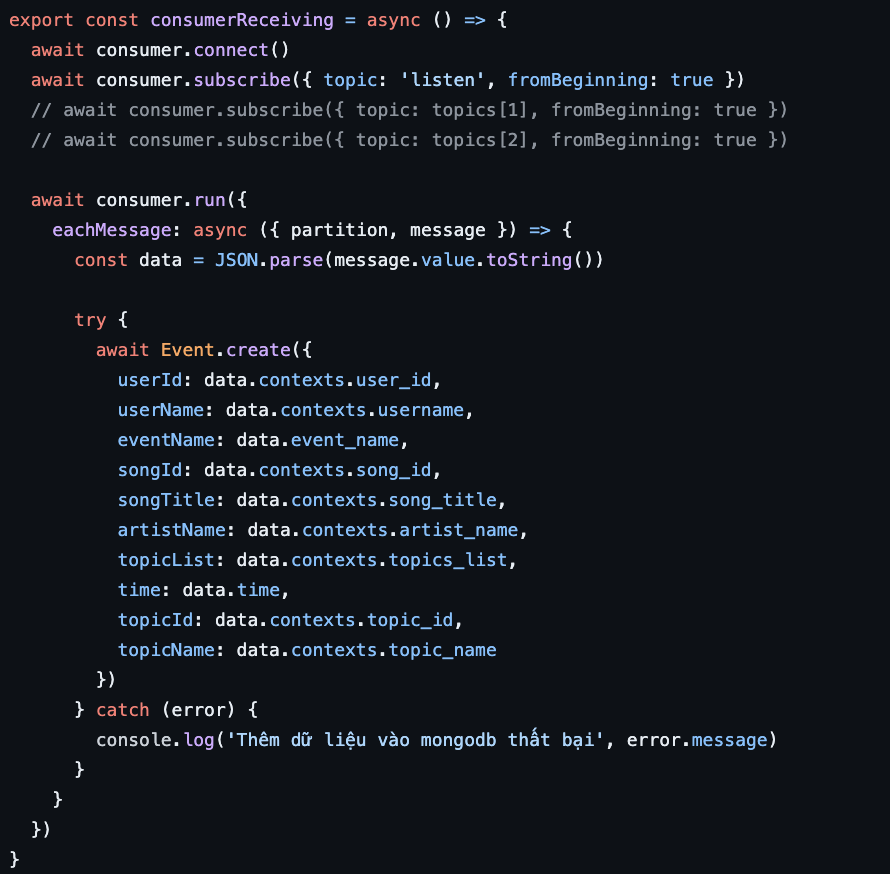 export const consumerReceiving = async () => {
  await consumer.connect()
  await consumer.subscribe({ topic: 'listen', fromBeginning: true })
  // await consumer.subscribe({ topic: topics[1], fromBeginning: true })
  // await consumer.subscribe({ topic: topics[2], fromBeginning: true })

  await consumer.run({
    eachMessage: async ({ partition, message }) => {
      const data = JSON.parse(message.value.toString())

      try {
        await Event.create({
          userId: data.contexts.user_id,
          userName: data.contexts.username,
          eventName: data.event_name,
          songId: data.contexts.song_id,
          songTitle: data.contexts.song_title,
          artistName: data.contexts.artist_name,
          topicList: data.contexts.topics_list,
          time: data.time,
          topicId: data.contexts.topic_id,
          topicName: data.contexts.topic_name
        })
      } catch (error) {
        console.log('Thêm dữ liệu vào mongodb thất bại', error.message)
      }
    }
  })
}